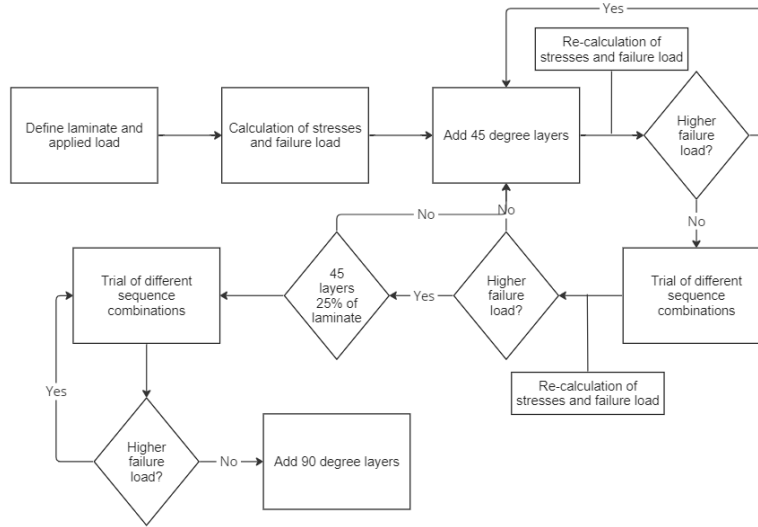 Yes
Re-calculation of
stresses and failure load
Define laminate and
applied load
Calculation of stresses
and failure load
Add 45 degree layers
Higher
failure
load?
No
No
No
Trial of different
sequence
combinations
45
layers
25% of
laminate
Yes
Higher
failure
load?
Trial of different
sequence
combinations
Re-calculation of
stresses and failure load
Yes
Higher
failure
load?
No
Add 90 degree layers